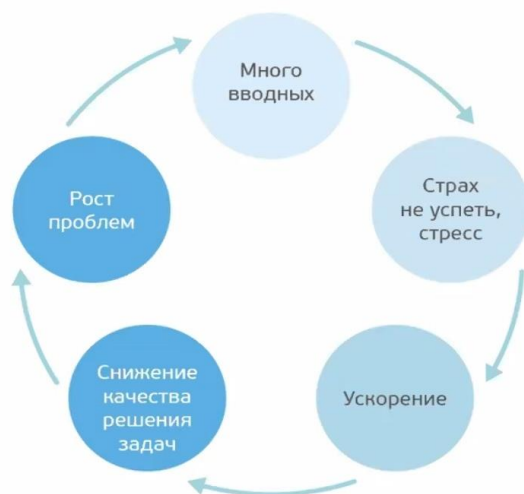 Много
вводных
Страх
не успеть,
стресс
Ускорение
Снижение
качества
решения
задач
Рост
проблем